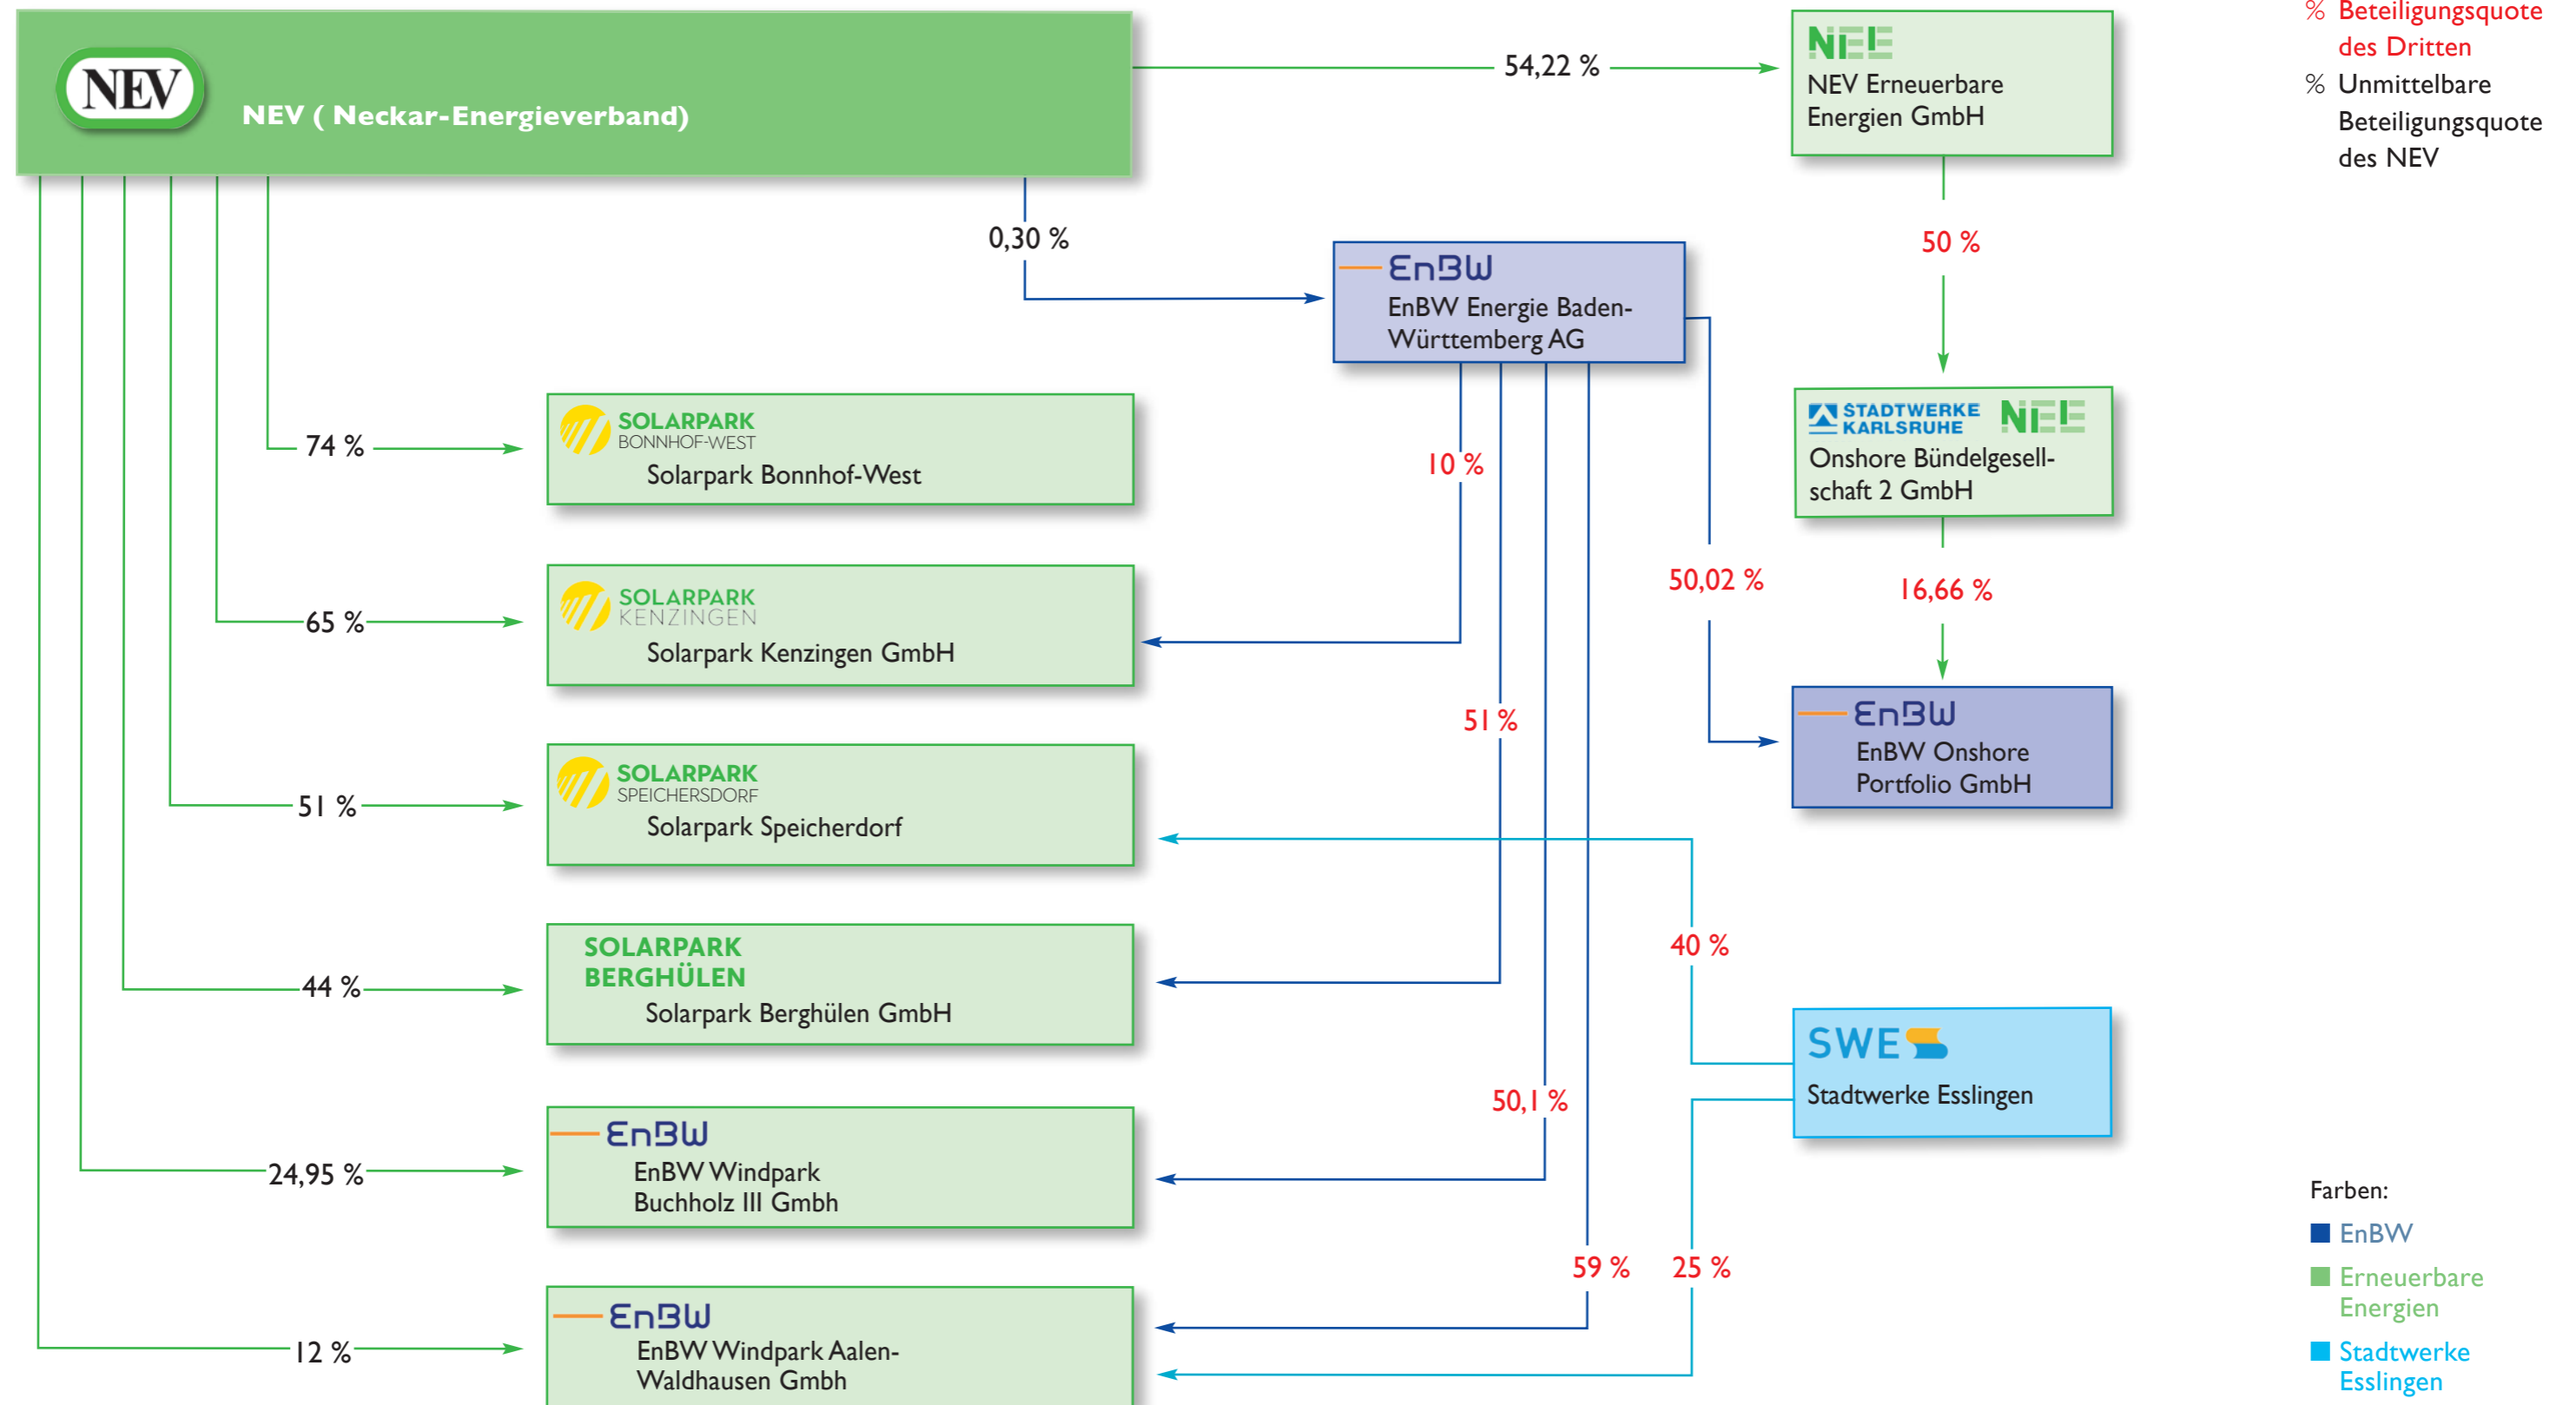 NEV
NEV ( Neckar-Energieverband)
54,22 %
NEE
NEV Erneuerbare
Energien GmbH
% Beteiligungsquote
des Dritten
% Unmittelbare
Beteiligungsquote
des NEV
0,30 %
50 %
EnBW
EnBW Energie Baden-
Württemberg AG
74 %
SOLARPARK
BONNHOF-WEST
Solarpark Bonnhof-West
10 %
STADTWERKE
KARLSRUHE
NEE
Onshore Bündelgesell-
schaft 2 GmbH
65 %
SOLARPARK
KENZINGEN
Solarpark Kenzingen GmbH
50,02 %
16,66 %
51 %
EnBW
EnBW Onshore
Portfolio GmbH
51 %
SOLARPARK
SPEICHERSDORF
Solarpark Speicherdorf
40 %
44 %
SOLARPARK
BERGHÜLEN
Solarpark Berghülen GmbH
SWE
Stadtwerke Esslingen
50,1 %
24,95 %
EnBW
EnBW Windpark
Buchholz III Gmbh
59 %
25 %
12 %
EnBW
EnBW Windpark Aalen-
Waldhausen Gmbh
Farben:
EnBW
Erneuerbare
Energien
Stadtwerke
Esslingen